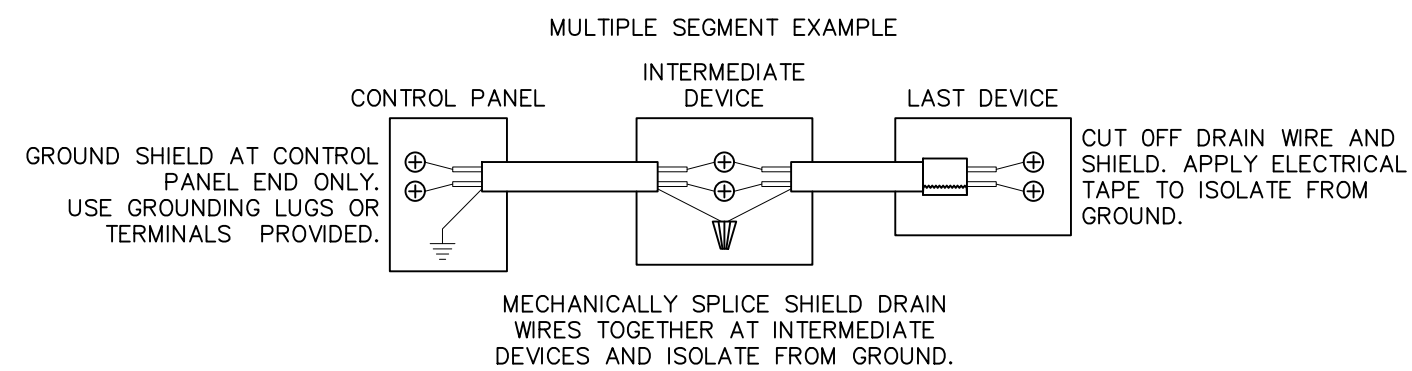 MULTIPLE SEGMENT EXAMPLE
CONTROL PANEL
INTERMEDIATE
DEVICE
LAST DEVICE
GROUND SHIELD AT CONTROL
PANEL END ONLY.
USE GROUNDING LUGS OR
TERMINALS PROVIDED.
CUT OFF DRAIN WIRE AND
SHIELD. APPLY ELECTRICAL
TAPE TO ISOLATE FROM
GROUND.
MECHANICALLY SPLICE SHIELD DRAIN
WIRES TOGETHER AT INTERMEDIATE
DEVICES AND ISOLATE FROM GROUND.